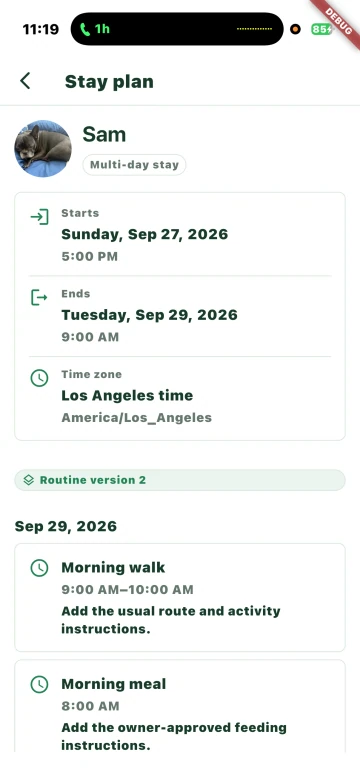 11:19
1h
85
DEBUG
Stay plan
Sam
Multi-day stay
Starts
Sunday, Sep 27, 2026
5:00 PM
Ends
Tuesday, Sep 29, 2026
9:00 AM
Time zone
Los Angeles time
America/Los_Angeles
Routine version 2
Sep 29, 2026
Morning walk
9:00 AM–10:00 AM
Add the usual route and activity
instructions.
Morning meal
8:00 AM
Add the owner-approved feeding
instructions.